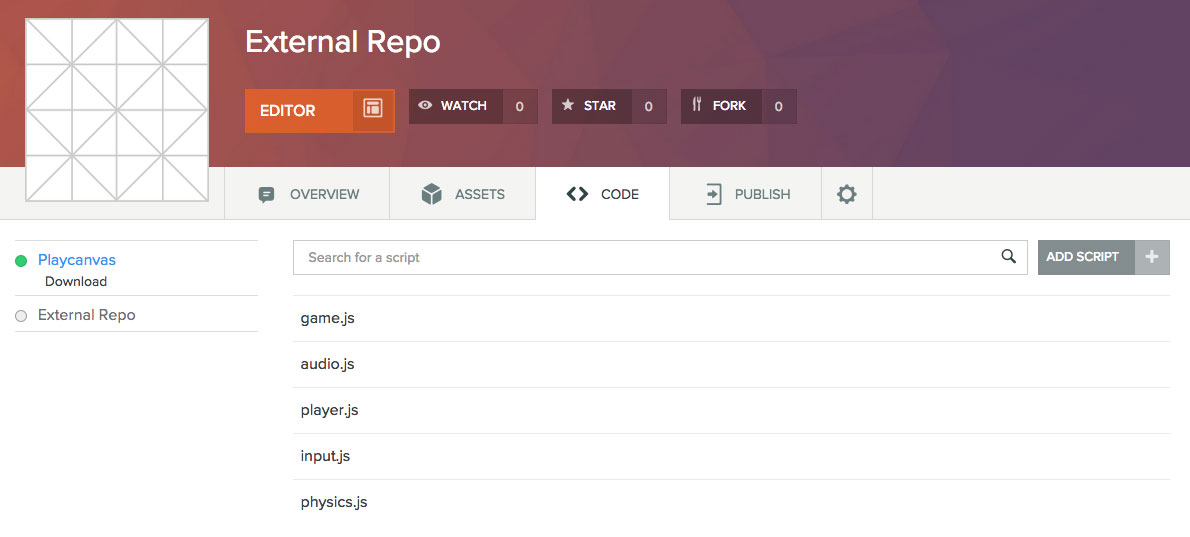 External Repo
EDITOR
WATCH 0
STAR 0
FORK 0
OVERVIEW
ASSETS
CODE
PUBLISH
Playcanvas
Download
External Repo
Search for a script
ADD SCRIPT
game.js
audio.js
player.js
input.js
physics.js